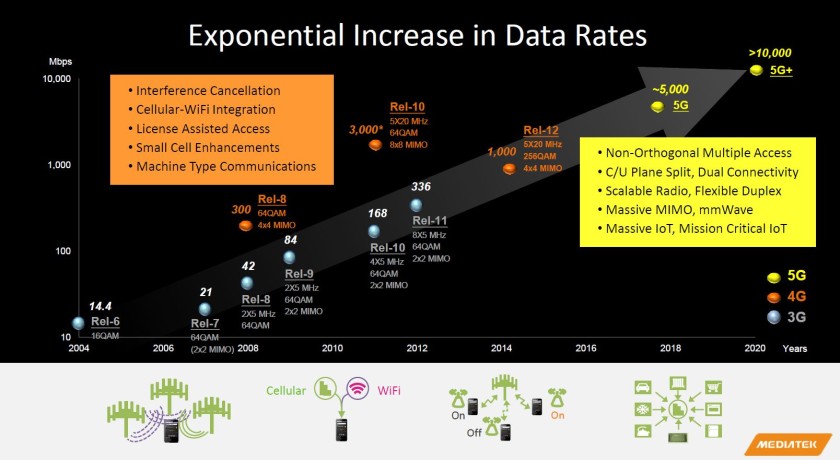 Exponential Increase in Data Rates
Mbps
10,000
1,000
100
10
• Interference Cancellation
• Cellular-WiFi Integration
• License Assisted Access
• Small Cell Enhancements
• Machine Type Communications
14.4
Rel-6
16QAM
21
Rel-7
64QAM
(2x2 MIMO)
42
Rel-8
2X5 MHz
64QAM
300
Rel-8
64QAM
4x4 MIMO
84
Rel-9
2X5 MHz
64QAM
2x2 MIMO
3,000*
Rel-10
5X20 MHz
64QAM
8x8 MIMO
168
Rel-10
4X5 MHz
64QAM
2x2 MIMO
336
Rel-11
8X5 MHz
64QAM
2x2 MIMO
1,000
Rel-12
5X20 MHz
256QAM
4x4 MIMO
~5,000
5G
>10,000
5G+
• Non-Orthogonal Multiple Access
• C/U Plane Split, Dual Connectivity
• Scalable Radio, Flexible Duplex
• Massive MIMO, mmWave
• Massive IoT, Mission Critical IoT
5G
4G
3G
2004 2006 2008 2010 2012 2014 2016 2018 2020 Years
Cellular WiFi
On
Off
On
MEDIATEK